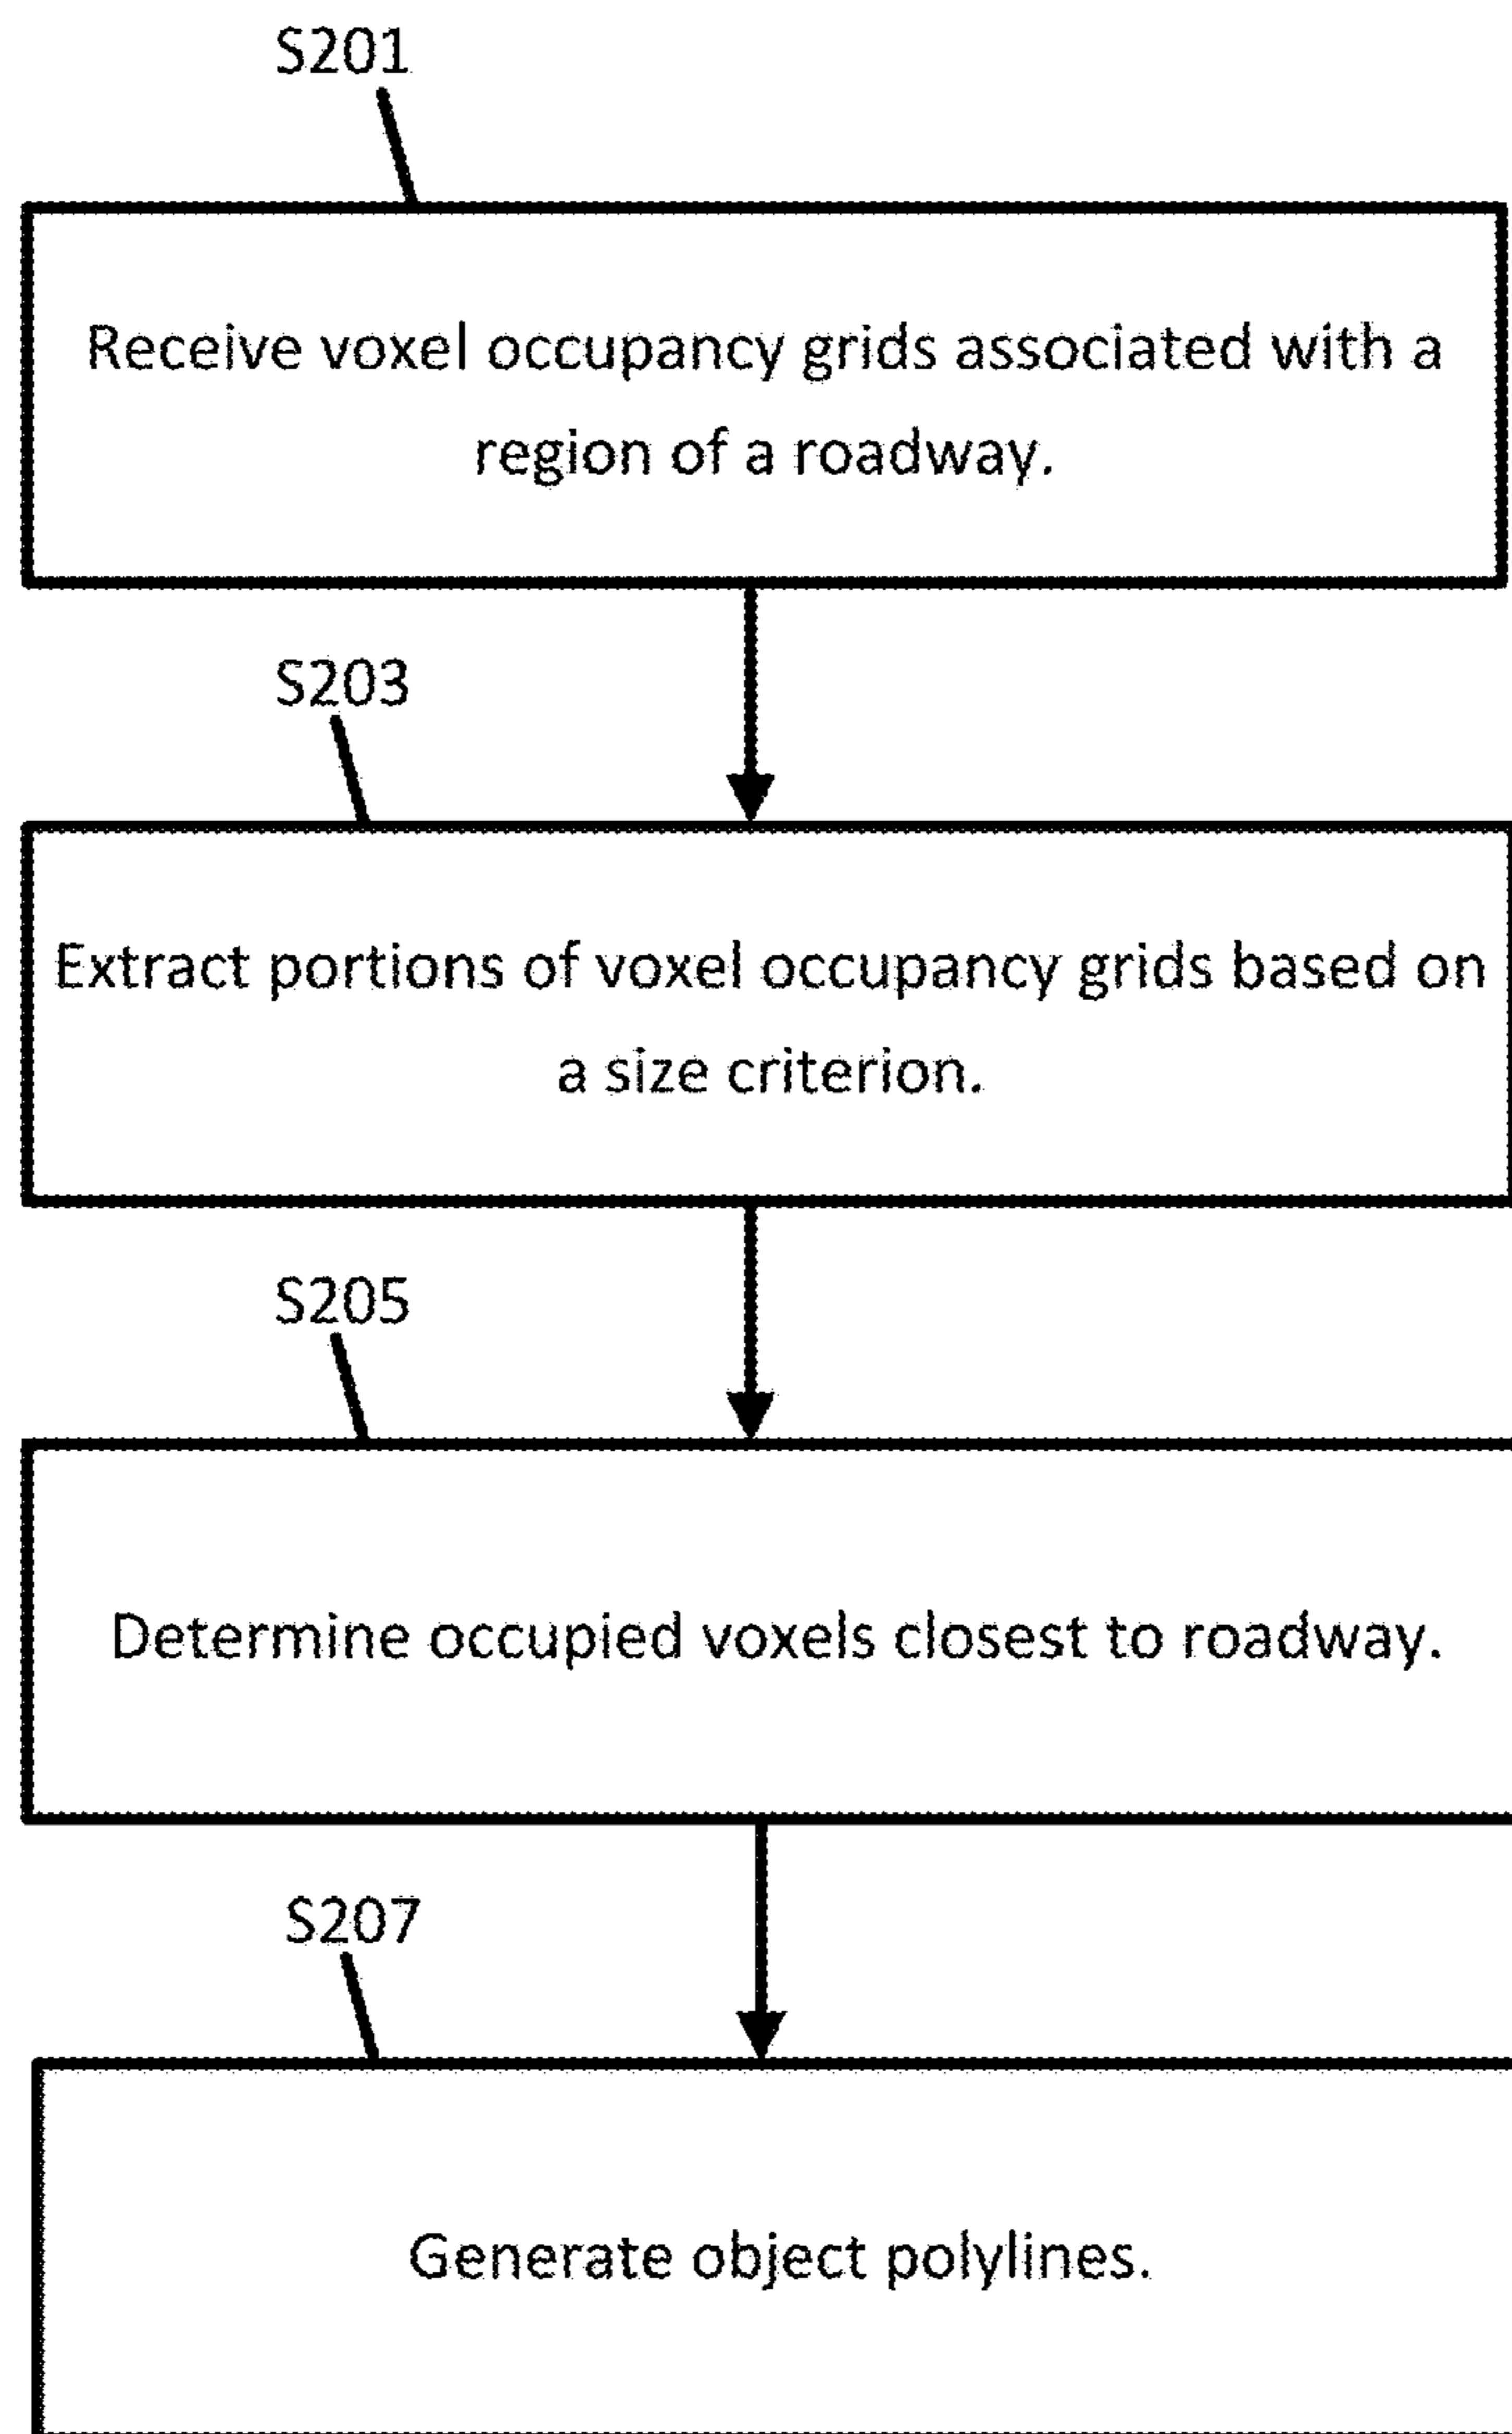 S201
Receive voxel occupancy grids associated with a
region of a roadway.
S203
Extract portions of voxel occupancy grids based on
a size criterion.
S205
Determine occupied voxels closest to roadway.
S207
Generate object polylines.